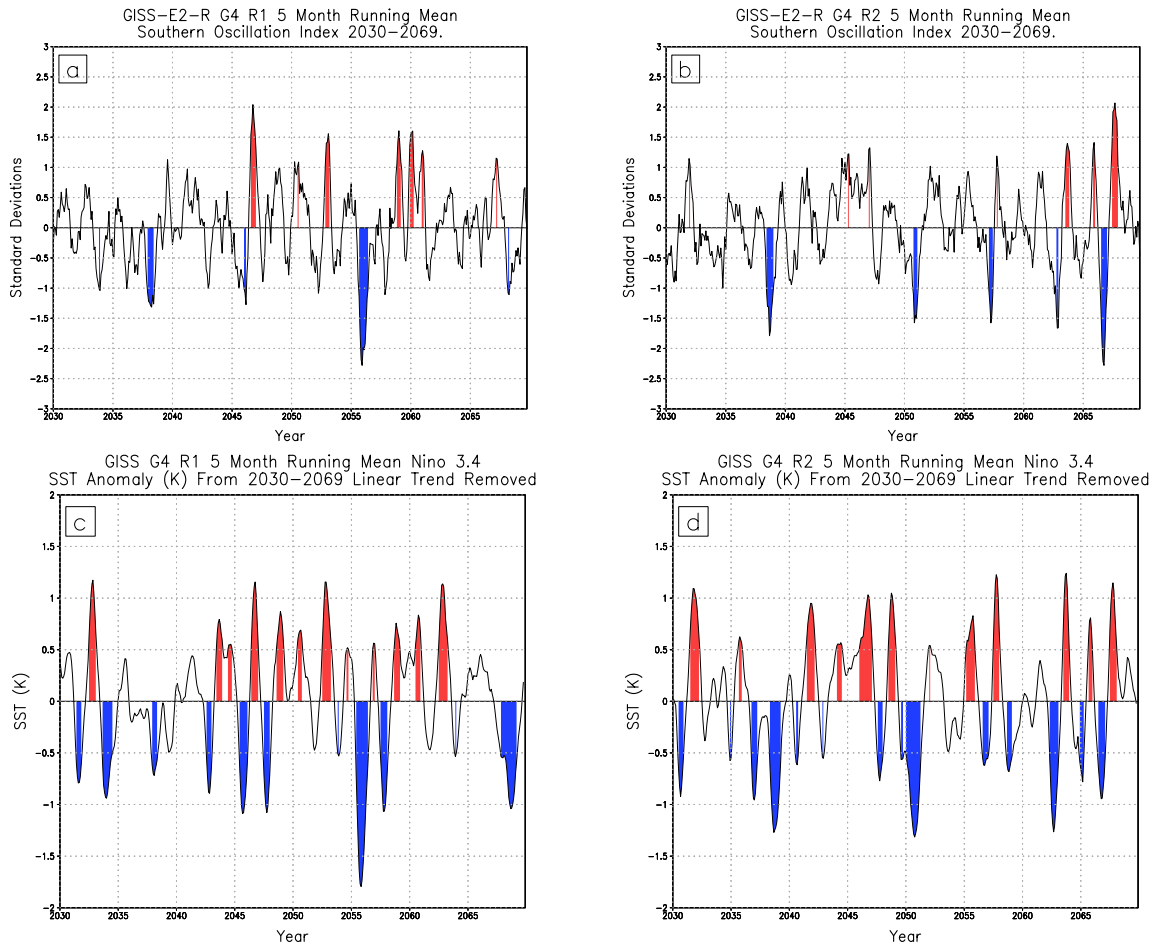 GISS-E2-R G4 R1 5 Month Running Mean
Southern Oscillation Index 2030-2069.
a
3
2.5
2
1.5
1
0.5
0
-0.5
-1
-1.5
-2
-2.5
-3
Standard Deviations
2030 2035 2040 2045 2050 2055 2060 2065
Year
GISS-E2-R G4 R2 5 Month Running Mean
Southern Oscillation Index 2030-2069.
b
3
2.5
2
1.5
1
0.5
0
-0.5
-1
-1.5
-2
-2.5
-3
Standard Deviations
2030 2035 2040 2045 2050 2055 2060 2065
Year
GISS G4 R1 5 Month Running Mean Nino 3.4
SST Anomaly (K) From 2030-2069 Linear Trend Removed
c
2
1.5
1
0.5
0
-0.5
-1
-1.5
-2
SST (K)
2030 2035 2040 2045 2050 2055 2060 2065
Year
GISS G4 R2 5 Month Running Mean Nino 3.4
SST Anomaly (K) From 2030-2069 Linear Trend Removed
d
2
1.5
1
0.5
0
-0.5
-1
-1.5
-2
SST (K)
2030 2035 2040 2045 2050 2055 2060 2065
Year